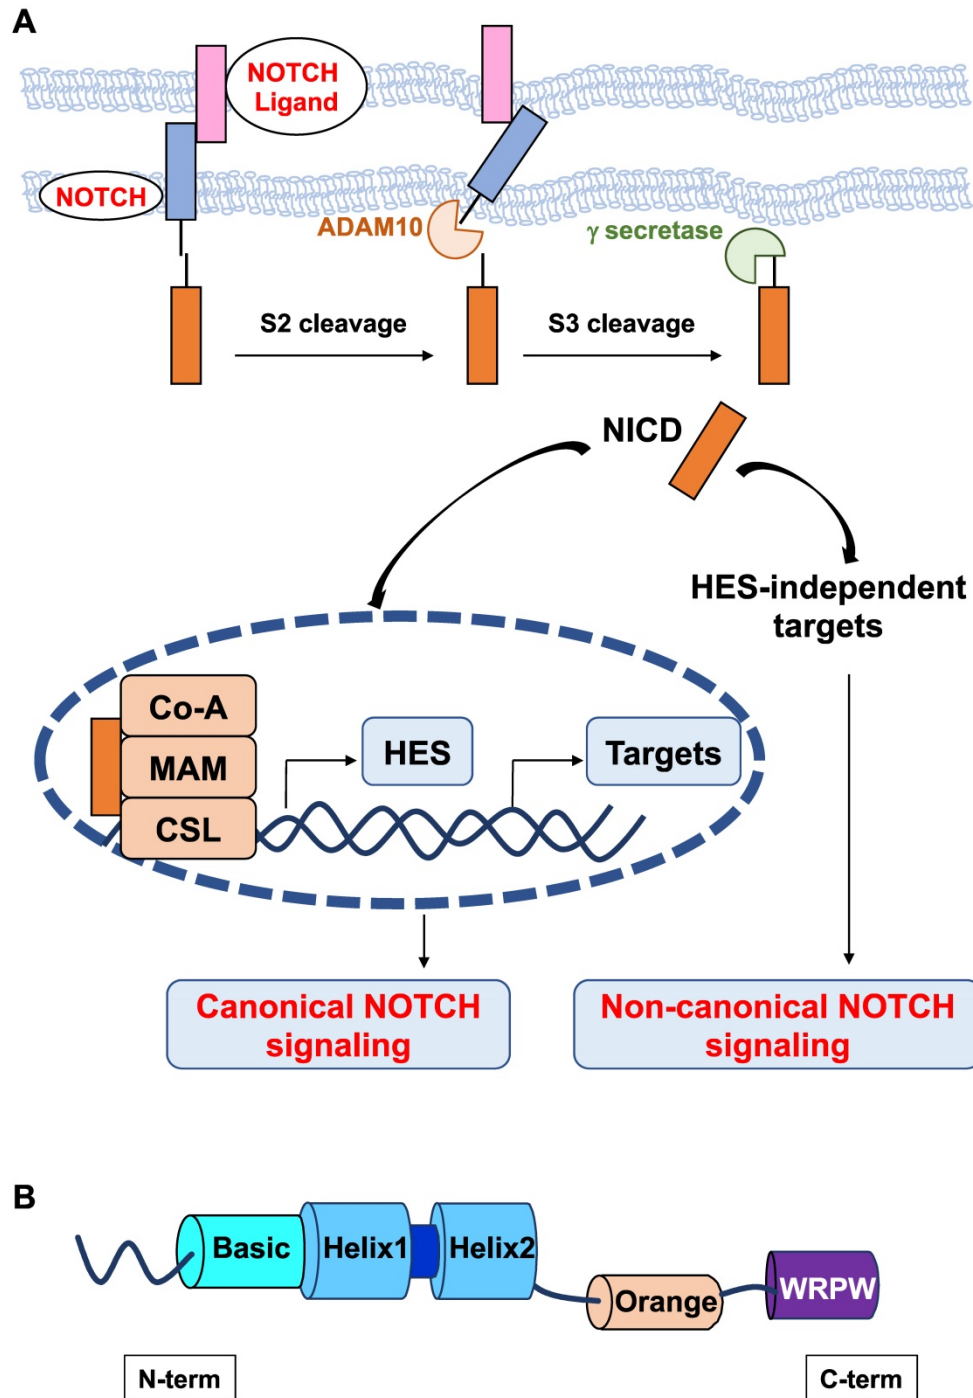 A
NOTCH
Ligand
NOTCH
ADAM10
γ secretase
S2 cleavage
S3 cleavage
NICD
HES-independent
targets
Co-A
MAM
CSL
HES
Targets
Canonical NOTCH
signaling
Non-canonical NOTCH
signaling
B
Basic
Helix1
Helix2
Orange
WRPW
N-term
C-term